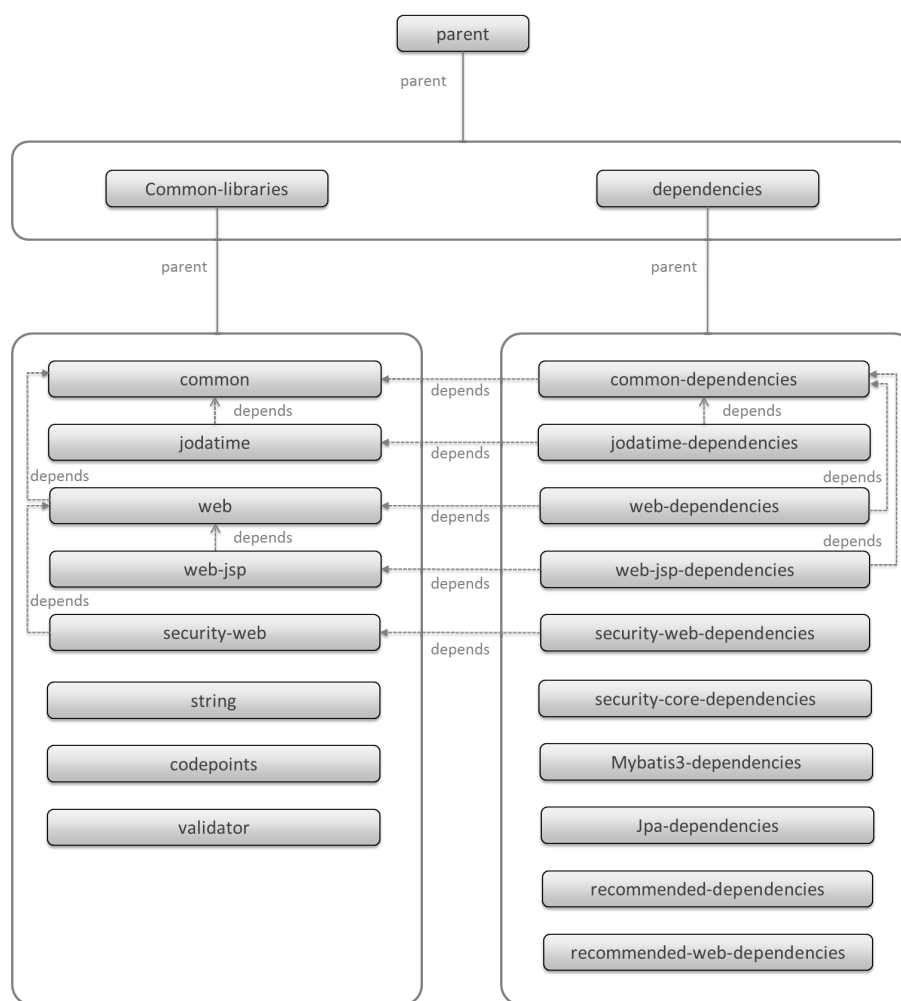 parent
parent
Common-libraries
dependencies
parent
parent
common
depends
common-dependencies
depends
depends
jodatime
depends
jodatime-dependencies
depends
depends
web
depends
web-dependencies
depends
depends
web-jsp
depends
web-jsp-dependencies
depends
security-web
depends
security-web-dependencies
string
security-core-dependencies
codepoints
Mybatis3-dependencies
validator
Jpa-dependencies
recommended-dependencies
recommended-web-dependencies